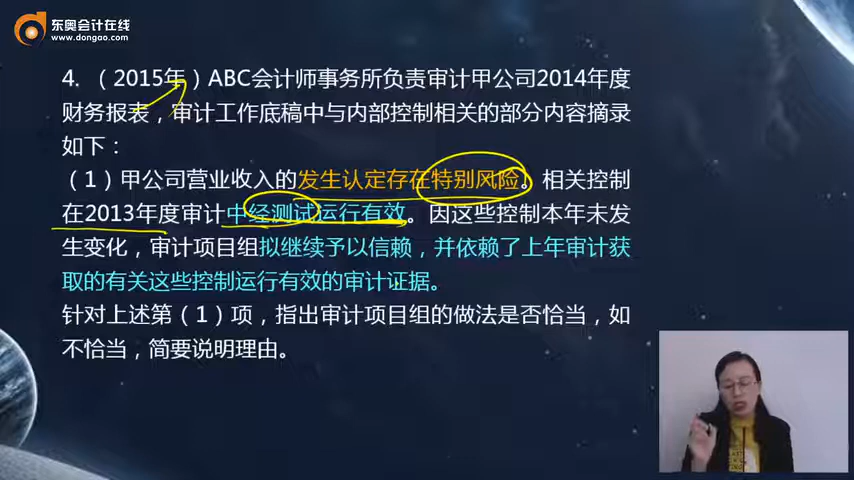 东奥会计在线
www.dongao.com
4. （2015年）ABC会计师事务所负责审计甲公司2014年度
财务报表，审计工作底稿中与内部控制相关的部分内容摘录
如下：
（1）甲公司营业收入的发生认定存在特别风险。相关控制
在2013年度审计中经测试运行有效。因这些控制本年未发
生变化，审计项目组拟继续予以信赖，并依赖了上年审计获
取的有关这些控制运行有效的审计证据。
针对上述第（1）项，指出审计项目组的做法是否恰当，如
不恰当，简要说明理由。